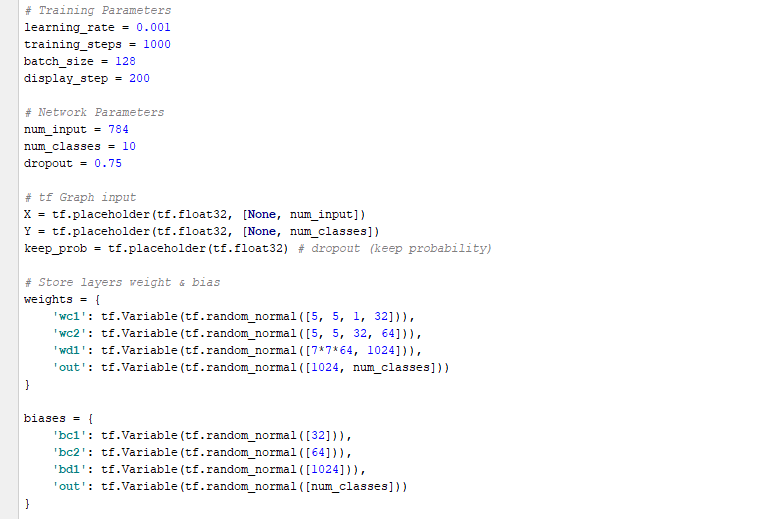 # Training Parameters
learning_rate = 0.001
training_steps = 1000
batch_size = 128
display_step = 200
# Network Parameters
num_input = 784
num_classes = 10
dropout = 0.75
# tf Graph input
X = tf.placeholder(tf.float32, [None, num_input])
Y = tf.placeholder(tf.float32, [None, num_classes])
keep_prob = tf.placeholder(tf.float32) # dropout (keep probability)
# Store layers weight & bias
weights = {
    'wc1': tf.Variable(tf.random_normal([5, 5, 1, 32])),
    'wc2': tf.Variable(tf.random_normal([5, 5, 32, 64])),
    'wd1': tf.Variable(tf.random_normal([7*7*64, 1024])),
    'out': tf.Variable(tf.random_normal([1024, num_classes]))
}
biases = {
    'bc1': tf.Variable(tf.random_normal([32])),
    'bc2': tf.Variable(tf.random_normal([64])),
    'bd1': tf.Variable(tf.random_normal([1024])),
    'out': tf.Variable(tf.random_normal([num_classes]))
}